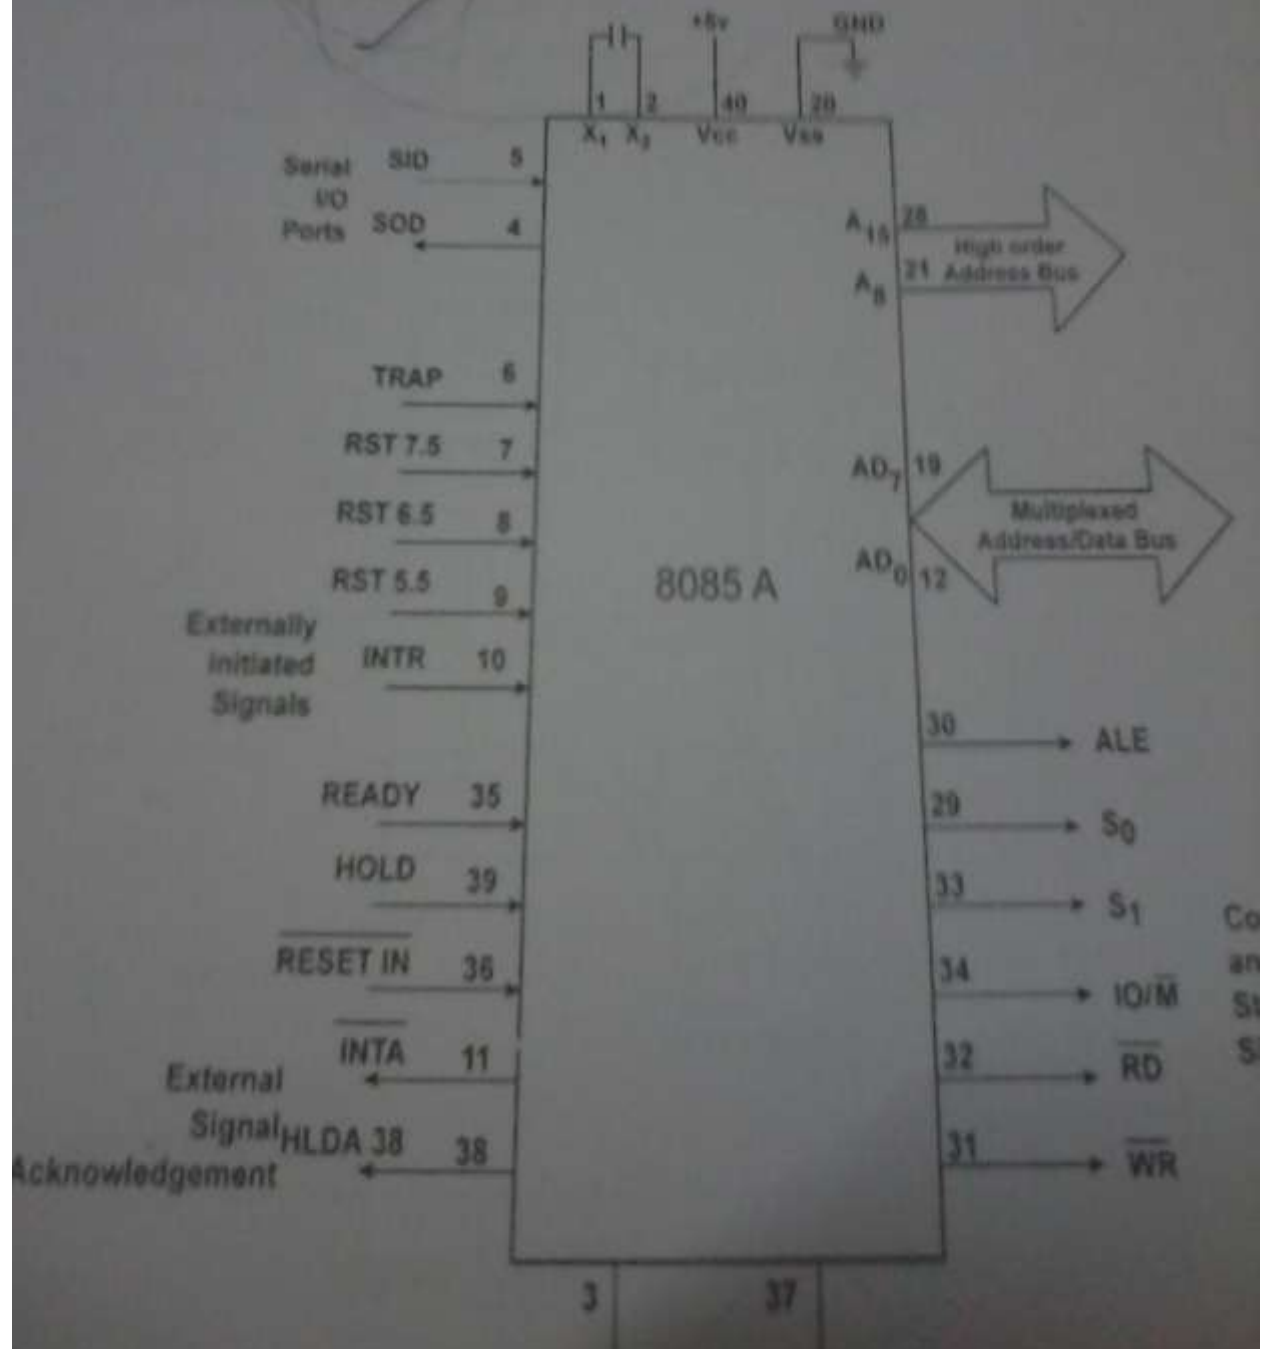 +5v
GND
1
2
40
20
X1
X2
Vcc
Vss
Serial
I/O
Ports
SID
5
SOD
4
A15
28
High order
Address Bus
A8
21
TRAP
6
RST 7.5
7
RST 6.5
8
RST 5.5
9
Externally
Initiated
Signals
INTR
10
AD7
19
Multiplexed
Address/Data Bus
AD0
12
8085 A
30
ALE
READY
35
29
S0
HOLD
39
33
S1
RESET IN
36
34
IO/M̅
INTA
11
32
RD
External
Signal
Acknowledgement
HLDA 38
38
31
WR
Co
an
St
3
37